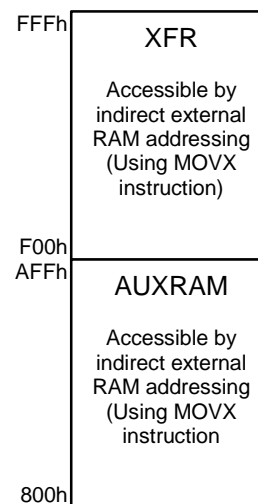 FFFh
XFR
Accessible by
indirect external
RAM addressing
(Using MOVX
instruction)
F00h
AFFh
AUXRAM
Accessible by
indirect external
RAM addressing
(Using MOVX
instruction
800h